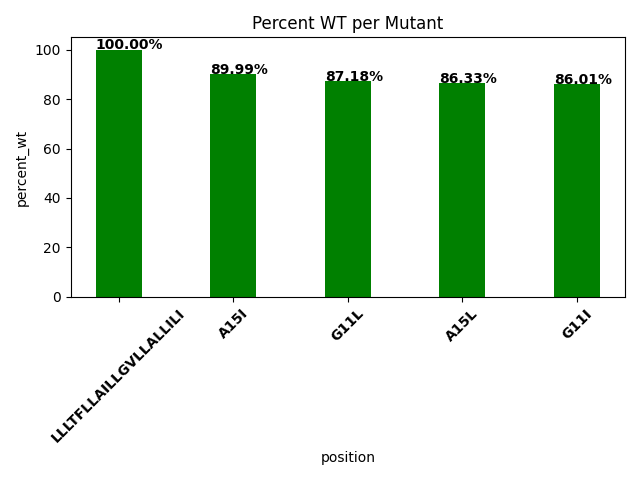 Percent WT per Mutant
100.00%
89.99%
87.18%
86.33%
86.01%
100
80
60
40
20
0
percent_wt
LLLTFLLAILLGVLLALLILI
A15I
G11L
A15L
G11I
position